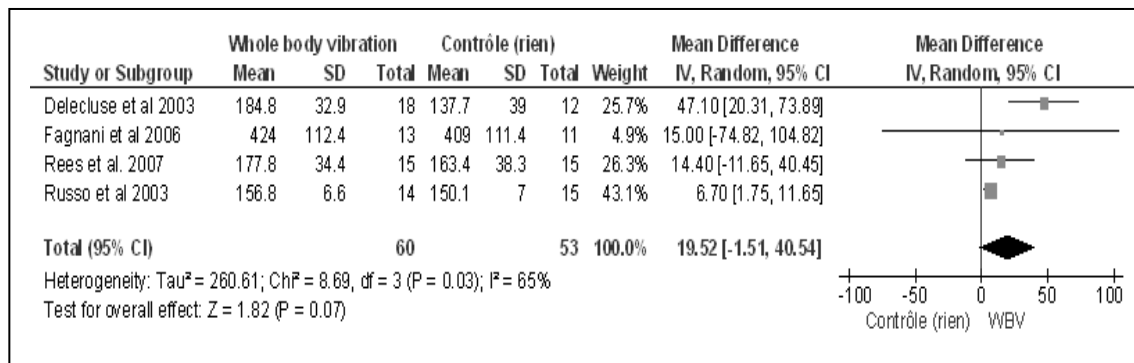 Whole body vibration Contrôle (rien) Mean Difference Mean Difference
Study or Subgroup Mean SD Total Mean SD Total Weight IV, Random, 95% CI IV, Random, 95% CI
Delecluse et al 2003 184.8 32.9 18 137.7 39 12 25.7% 47.10 [20.31, 73.89]
Fagnani et al 2006 424 112.4 13 409 111.4 11 4.9% 15.00 [-74.82, 104.82]
Rees et al. 2007 177.8 34.4 15 163.4 38.3 15 26.3% 14.40 [-11.65, 40.45]
Russo et al 2003 156.8 6.6 14 150.1 7 15 43.1% 6.70 [1.75, 11.65]
Total (95% CI) 60 53 100.0% 19.52 [-1.51, 40.54]
Heterogeneity: Tau² = 260.61; Chi² = 8.69, df = 3 (P = 0.03); I² = 65%
Test for overall effect: Z = 1.82 (P = 0.07)
-100 -50 0 50 100
Contrôle (rien) WBV